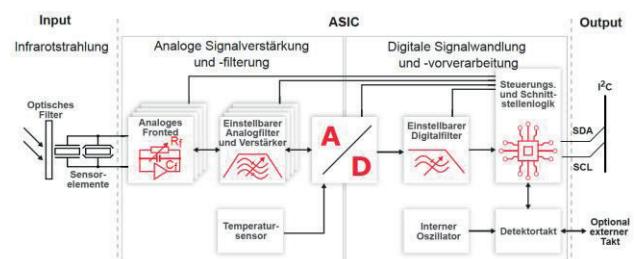 Input
ASIC
Output
Infrarotstrahlung
Analoge Signalverstärkung
und -filterung
Digitale Signalwandlung
und -vorverarbeitung
Optisches
Filter
Sensor-
elemente
Analoges
Fronted
Rf
Cf
Einstellbarer
Analogfilter
und Verstärker
A
D
Einstellbarer
Digitalfilter
Steuerungs.
und Schnitt-
stellenlogik
I²C
SDA
SCL
Temperatur-
sensor
Interner
Oszillator
Detektortakt
Optional
externer
Takt